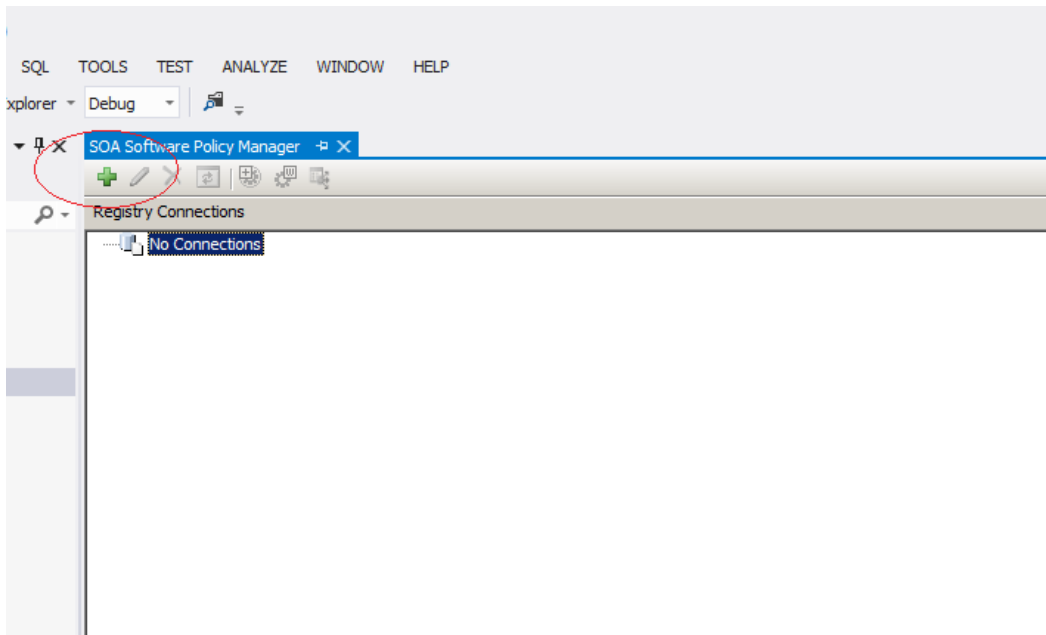 SQL TOOLS TEST ANALYZE WINDOW HELP
xplorer Debug
SOA Software Policy Manager
Registry Connections
No Connections